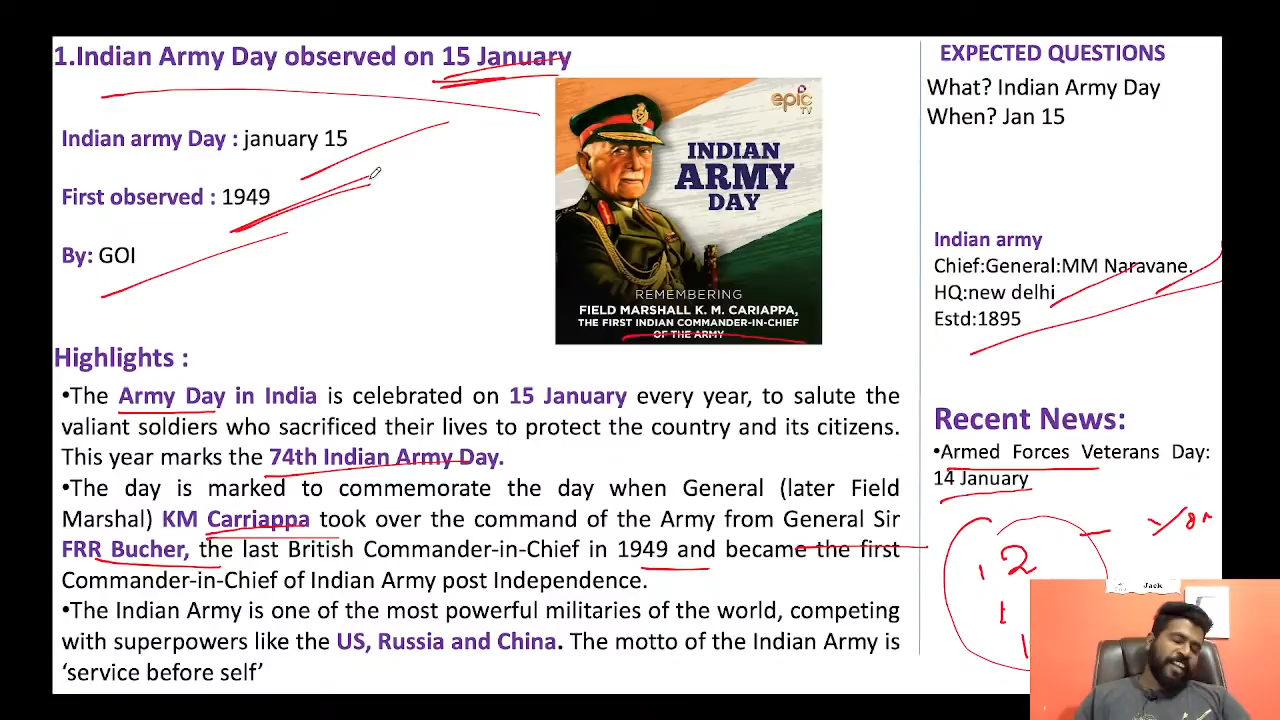 1.Indian Army Day observed on 15 January
Indian army Day : january 15
First observed : 1949
By: GOI
epic
TV
INDIAN
ARMY
DAY
REMEMBERING
FIELD MARSHALL K. M. CARIAPPA,
THE FIRST INDIAN COMMANDER-IN-CHIEF
OF THE ARMY
Highlights :
•The Army Day in India is celebrated on 15 January every year, to salute the
valiant soldiers who sacrificed their lives to protect the country and its citizens.
This year marks the 74th Indian Army Day.
•The day is marked to commemorate the day when General (later Field
Marshal) KM Carriappa took over the command of the Army from General Sir
FRR Bucher, the last British Commander-in-Chief in 1949 and became the first
Commander-in-Chief of Indian Army post Independence.
•The Indian Army is one of the most powerful militaries of the world, competing
with superpowers like the US, Russia and China. The motto of the Indian Army is
‘service before self’
EXPECTED QUESTIONS
What? Indian Army Day
When? Jan 15
Indian army
Chief:General:MM Naravane.
HQ:new delhi
Estd:1895
Recent News:
•Armed Forces Veterans Day:
14 January
12
Jack